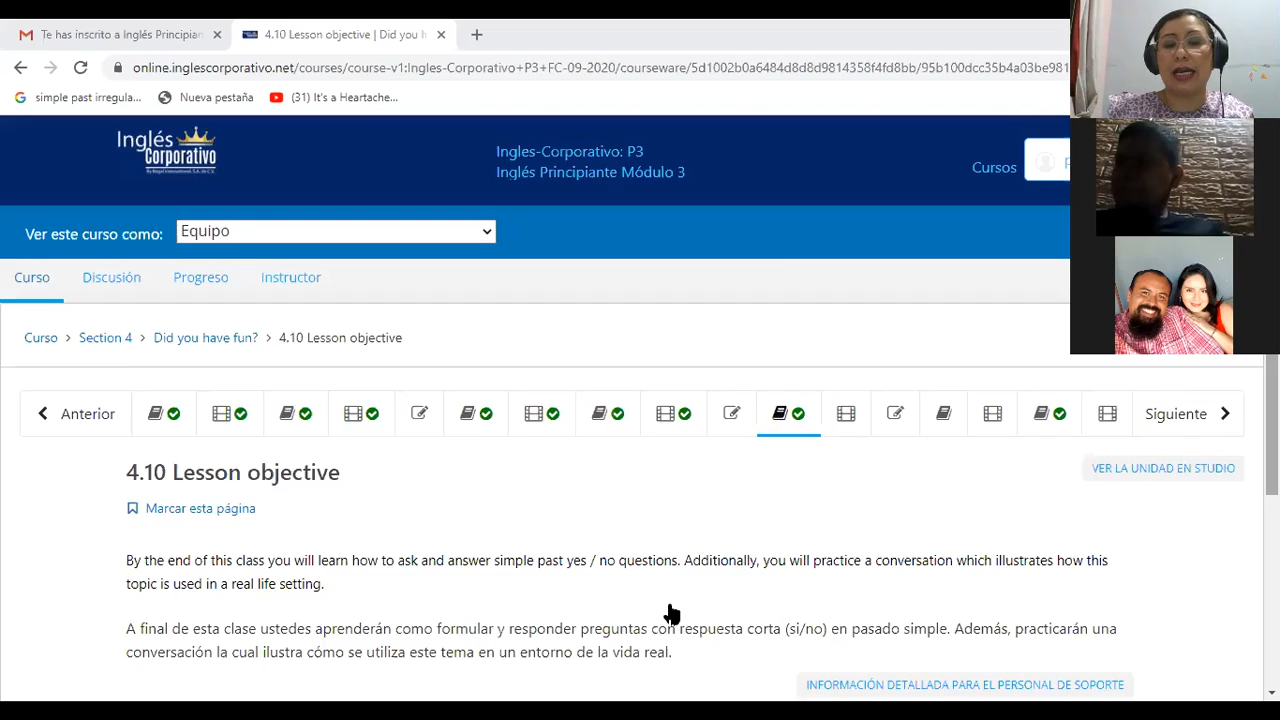 Te has inscrito a Inglés Principian
4.10 Lesson objective | Did you h
online.inglescorporativo.net/courses/course-v1:Ingles-Corporativo+P3+FC-09-2020/courseware/5d1002b0a6484d8d8d9814358f4fd8bb/95b100dcc35b4a03be981
simple past irregula...
Nueva pestaña
(31) It's a Heartache...
Inglés
Corporativo
Ingles-Corporativo: P3
Inglés Principiante Módulo 3
Cursos
Ver este curso como:
Equipo
Curso
Discusión
Progreso
Instructor
Curso > Section 4 > Did you have fun? > 4.10 Lesson objective
Anterior
Siguiente
4.10 Lesson objective
VER LA UNIDAD EN STUDIO
Marcar esta página
By the end of this class you will learn how to ask and answer simple past yes / no questions. Additionally, you will practice a conversation which illustrates how this
topic is used in a real life setting.
A final de esta clase ustedes aprenderán como formular y responder preguntas con respuesta corta (si/no) en pasado simple. Además, practicarán una
conversación la cual ilustra cómo se utiliza este tema en un entorno de la vida real.
INFORMACIÓN DETALLADA PARA EL PERSONAL DE SOPORTE